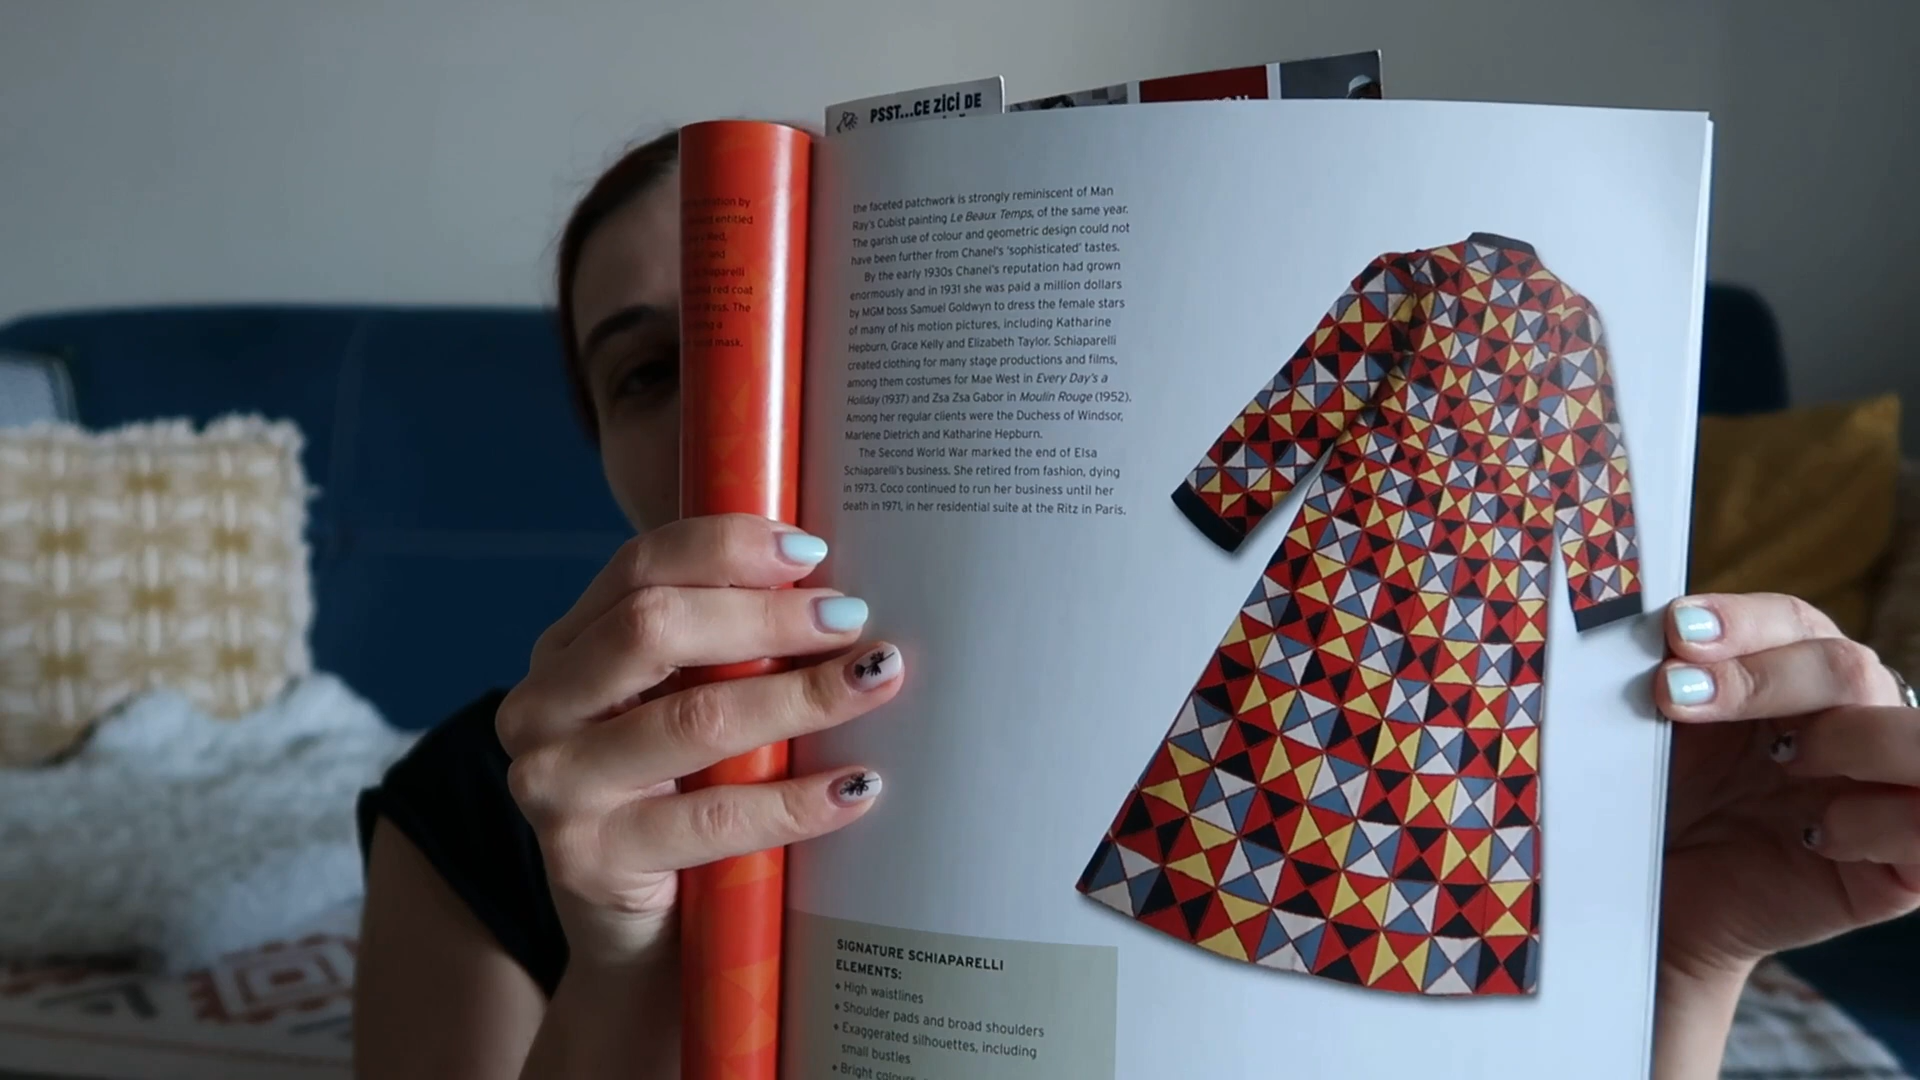 PSST...CE ZICI DE
entitled
and
red coat
The
a
mask.
the faceted patchwork is strongly reminiscent of Man
Ray's Cubist painting Le Beaux Temps, of the same year.
The garish use of colour and geometric design could not
have been further from Chanel's 'sophisticated' tastes.
By the early 1930s Chanel's reputation had grown
enormously and in 1931 she was paid a million dollars
by MGM boss Samuel Goldwyn to dress the female stars
of many of his motion pictures, including Katharine
Hepburn, Grace Kelly and Elizabeth Taylor. Schiaparelli
created clothing for many stage productions and films,
among them costumes for Mae West in Every Day's a
Holiday (1937) and Zsa Zsa Gabor in Moulin Rouge (1952).
Among her regular clients were the Duchess of Windsor,
Marlene Dietrich and Katharine Hepburn.
The Second World War marked the end of Elsa
Schiaparelli's business. She retired from fashion, dying
in 1973. Coco continued to run her business until her
death in 1971, in her residential suite at the Ritz in Paris.
SIGNATURE SCHIAPARELLI
ELEMENTS:
• High waistlines
• Shoulder pads and broad shoulders
• Exaggerated silhouettes, including
small bustles
• Bright